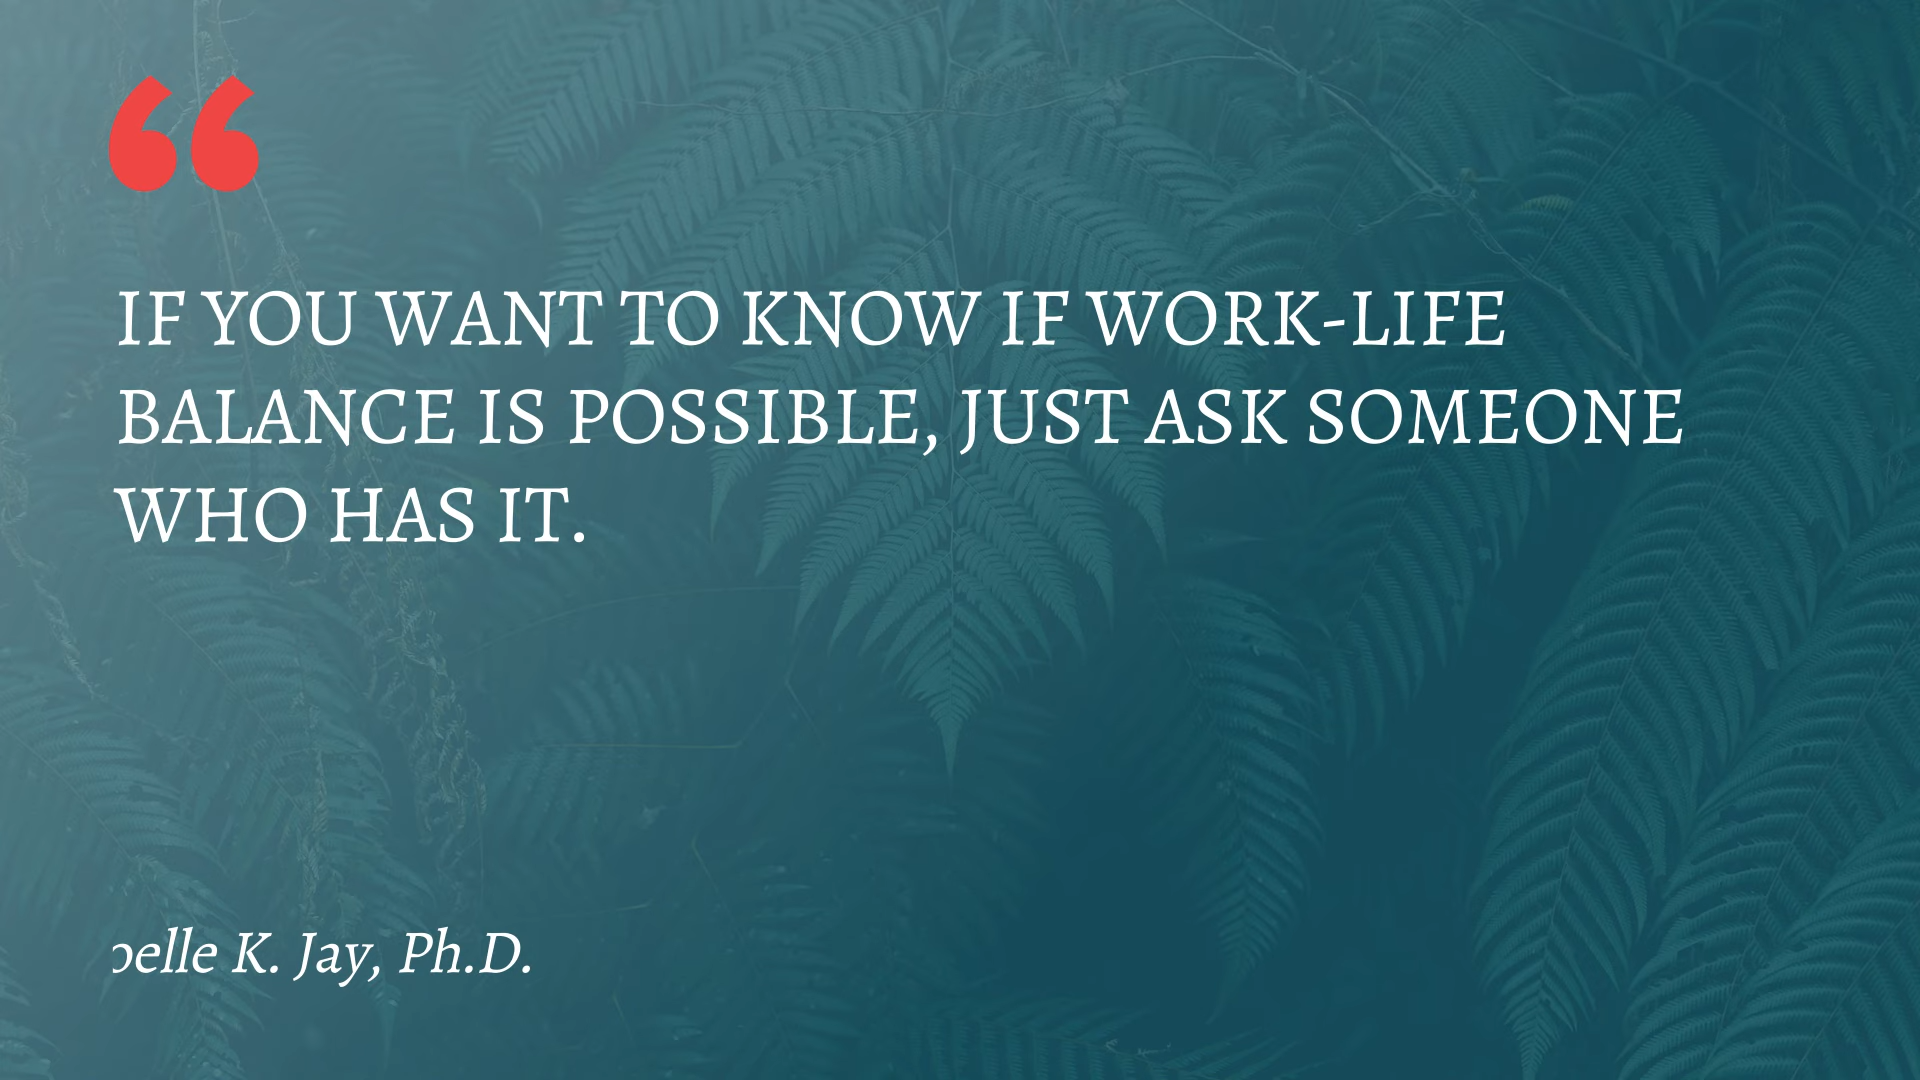 “
IF YOU WANT TO KNOW IF WORK-LIFE
BALANCE IS POSSIBLE, JUST ASK SOMEONE
WHO HAS IT.
oelle K. Jay, Ph.D.